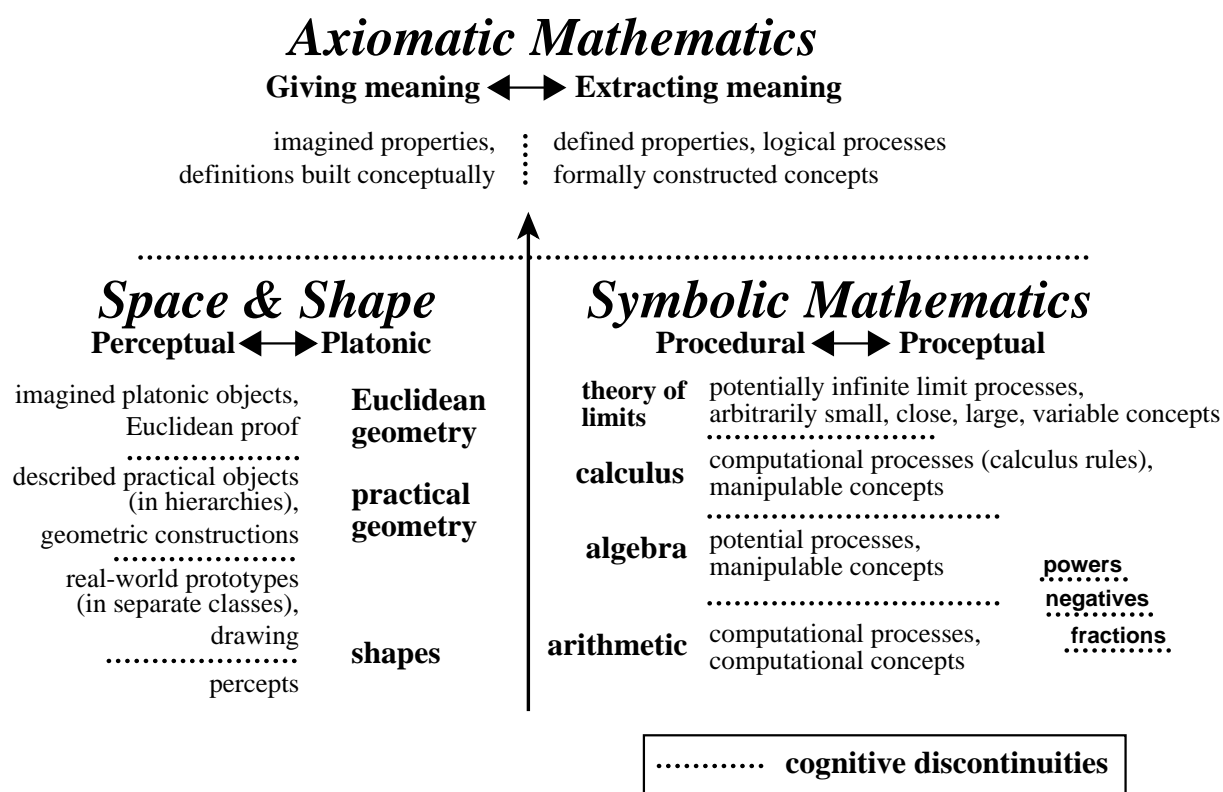 Axiomatic Mathematics
Giving meaning Extracting meaning
imagined properties,
definitions built conceptually
defined properties, logical processes
formally constructed concepts
Space & Shape
Perceptual Platonic
imagined platonic objects,
Euclidean proof
Euclidean
geometry
described practical objects
(in hierarchies),
geometric constructions
practical
geometry
real-world prototypes
(in separate classes),
drawing
shapes
percepts
Symbolic Mathematics
Procedural Proceptual
theory of
limits
potentially infinite limit processes,
arbitrarily small, close, large, variable concepts
calculus
computational processes (calculus rules),
manipulable concepts
algebra
potential processes,
manipulable concepts
powers
negatives
fractions
arithmetic
computational processes,
computational concepts
cognitive discontinuities